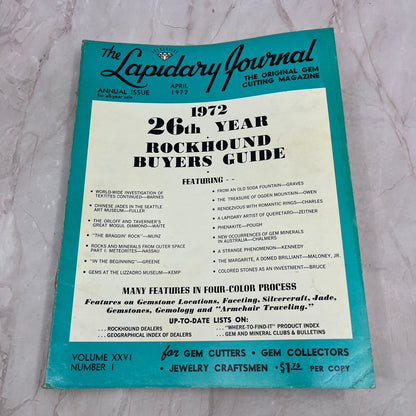 The Lapidary Journal
ANNUAL ISSUE
for all-year sale
APRIL
1972
THE ORIGINAL GEM
CUTTING MAGAZINE
1972
26th YEAR
ROCKHOUND
BUYERS GUIDE
FEATURING - -
• WORLD-WIDE INVESTIGATION OF
TEKTITES CONTINUED—BARNES
• CHINESE JADES IN THE SEATTLE
ART MUSEUM—FULLER
• THE ORLOFF AND TAVERNIER'S
GREAT MOGUL DIAMOND—WAITE
• "THE BRAGGIN' ROCK"—MUNZ
• ROCKS AND MINERALS FROM OUTER SPACE
PART I: METEORITES—NASSAU
• "IN THE BEGINNING"—GREENE
• GEMS AT THE LIZZADRO MUSEUM—KEMP
• FROM AN OLD SODA FOUNTAIN—GRAVES
• THE TREASURE OF OGDEN MOUNTAIN—OWEN
• RENDEZVOUS WITH ROMANTIC RINGS—CHARLES
• A LAPIDARY ARTIST OF QUERETARO—ZEITNER
• PHENAKITE—POUGH
• NEW OCCURRENCES OF GEM MINERALS
IN AUSTRALIA—CHALMERS
• A STRANGE PHENOMENON—KENNEDY
• THE MARGARITE, A DOMED BRILLIANT—MALONEY, JR.
• COLORED STONES AS AN INVESTMENT—BRUCE
MANY FEATURES IN FOUR-COLOR PROCESS
Features on Gemstone Locations, Faceting, Silvercraft, Jade,
Gemstones, Gemology and "Armchair Traveling."
UP-TO-DATE LISTS ON:
. . . ROCKHOUND DEALERS
. . . GEOGRAPHICAL INDEX OF DEALERS
. . . "WHERE-TO-FIND-IT" PRODUCT INDEX
. . . GEM AND MINERAL CLUBS & BULLETINS
VOLUME XXVI
NUMBER 1
for GEM CUTTERS • GEM COLLECTORS
• JEWELRY CRAFTSMEN • $1.75 PER COPY